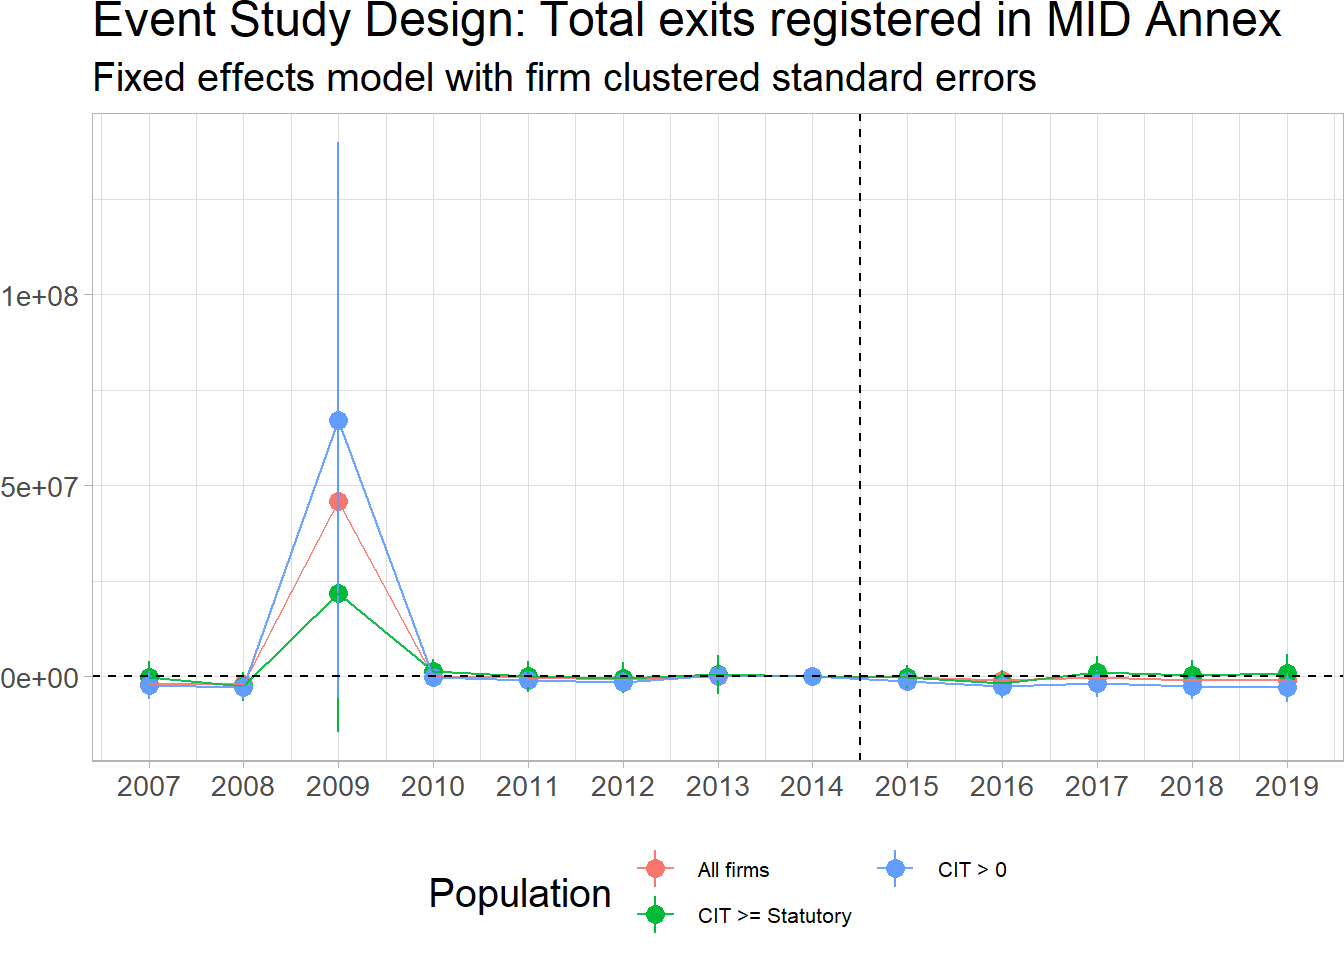 Event Study Design: Total exits registered in MID Annex
Fixed effects model with firm clustered standard errors
1e+08
5e+07
0e+00
2007 2008 2009 2010 2011 2012 2013 2014 2015 2016 2017 2018 2019
Population
All firms
CIT > 0
CIT >= Statutory